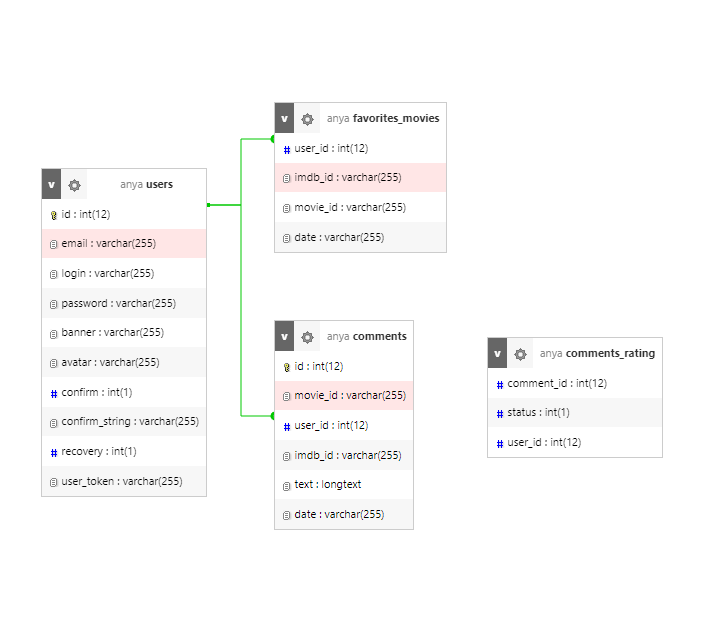 v anya users
id : int(12)
email : varchar(255)
login : varchar(255)
password : varchar(255)
banner : varchar(255)
avatar : varchar(255)
# confirm : int(1)
confirm_string : varchar(255)
# recovery : int(1)
user_token : varchar(255)
v anya favorites_movies
# user_id : int(12)
imdb_id : varchar(255)
movie_id : varchar(255)
date : varchar(255)
v anya comments
id : int(12)
movie_id : varchar(255)
# user_id : int(12)
imdb_id : varchar(255)
text : longtext
date : varchar(255)
v anya comments_rating
# comment_id : int(12)
# status : int(1)
# user_id : int(12)